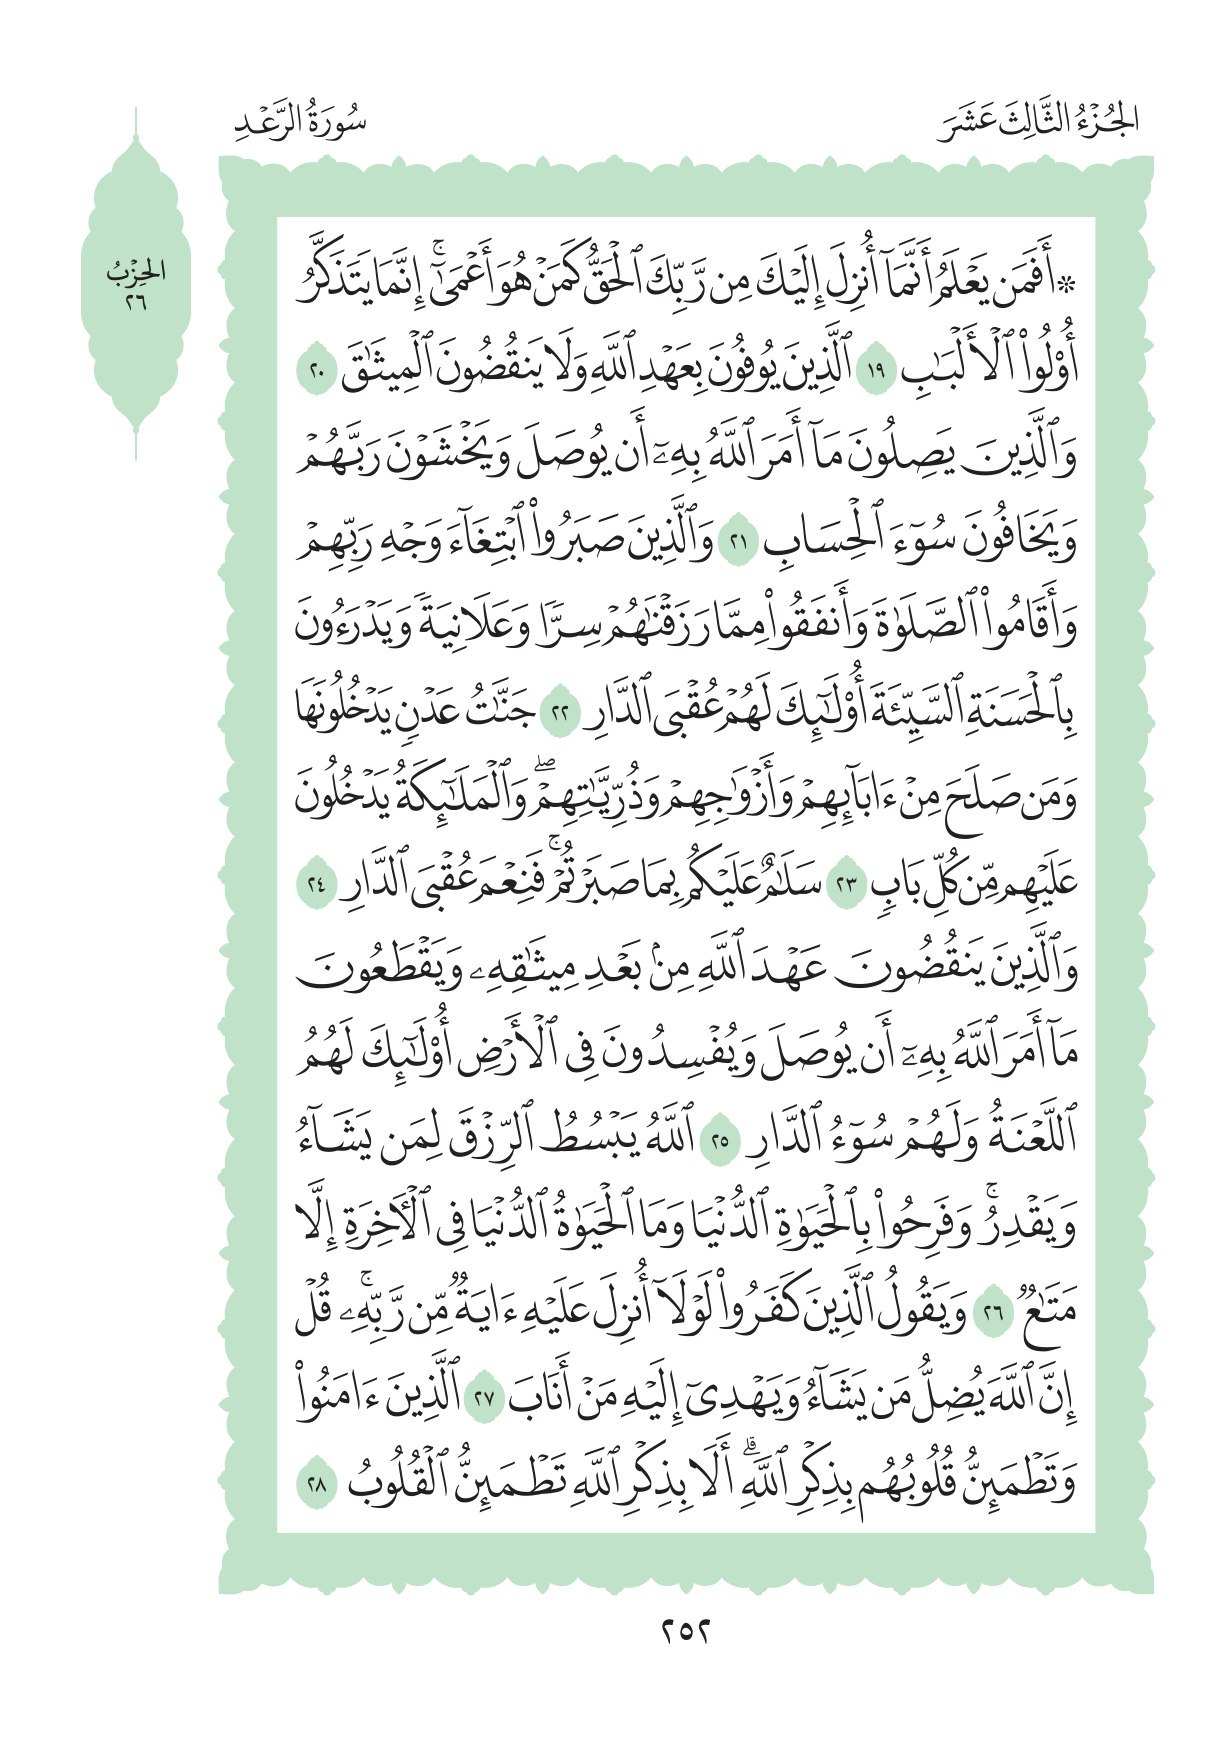 الجُزْءُ الثَّالِثَ عَشَرَ
سُورَةُ الرَّعْدِ
الحِزْبُ
٢٦
۞ أَفَمَن يَعْلَمُ أَنَّمَآ أُنزِلَ إِلَيْكَ مِن رَّبِّكَ ٱلْحَقُّ كَمَنْ هُوَ أَعْمَىٰٓۚ إِنَّمَا يَتَذَكَّرُ
أُو۟لُوا۟ ٱلْأَلْبَٰبِ ١٩ ٱلَّذِينَ يُوفُونَ بِعَهْدِ ٱللَّهِ وَلَا يَنقُضُونَ ٱلْمِيثَٰقَ ٢٠
وَٱلَّذِينَ يَصِلُونَ مَآ أَمَرَ ٱللَّهُ بِهِۦٓ أَن يُوصَلَ وَيَخْشَوْنَ رَبَّهُمْ
وَيَخَافُونَ سُوٓءَ ٱلْحِسَابِ ٢١ وَٱلَّذِينَ صَبَرُوا۟ ٱبْتِغَآءَ وَجْهِ رَبِّهِمْ
وَأَقَامُوا۟ ٱلصَّلَوٰةَ وَأَنفَقُوا۟ مِمَّا رَزَقْنَٰهُمْ سِرًّا وَعَلَانِيَةً وَيَدْرَءُونَ
بِٱلْحَسَنَةِ ٱلسَّيِّئَةَ أُو۟لَٰٓئِكَ لَهُمْ عُقْبَى ٱلدَّارِ ٢٢ جَنَّٰتُ عَدْنٍ يَدْخُلُونَهَا
وَمَن صَلَحَ مِنْ ءَابَآئِهِمْ وَأَزْوَٰجِهِمْ وَذُرِّيَّٰتِهِمْۖ وَٱلْمَلَٰٓئِكَةُ يَدْخُلُونَ
عَلَيْهِم مِّن كُلِّ بَابٍ ٢٣ سَلَٰمٌ عَلَيْكُم بِمَا صَبَرْتُمْۚ فَنِعْمَ عُقْبَى ٱلدَّارِ ٢٤
وَٱلَّذِينَ يَنقُضُونَ عَهْدَ ٱللَّهِ مِنۢ بَعْدِ مِيثَٰقِهِۦ وَيَقْطَعُونَ
مَآ أَمَرَ ٱللَّهُ بِهِۦٓ أَن يُوصَلَ وَيُفْسِدُونَ فِى ٱلْأَرْضِ أُو۟لَٰٓئِكَ لَهُمُ
ٱللَّعْنَةُ وَلَهُمْ سُوٓءُ ٱلدَّارِ ٢٥ ٱللَّهُ يَبْسُطُ ٱلرِّزْقَ لِمَن يَشَآءُ
وَيَقْدِرُۚ وَفَرِحُوا۟ بِٱلْحَيَوٰةِ ٱلدُّنْيَا وَمَا ٱلْحَيَوٰةُ ٱلدُّنْيَا فِى ٱلْءَاخِرَةِ إِلَّا
مَتَٰعٌ ٢٦ وَيَقُولُ ٱلَّذِينَ كَفَرُوا۟ لَوْلَآ أُنزِلَ عَلَيْهِ ءَايَةٌ مِّن رَّبِّهِۦۚ قُلْ
إِنَّ ٱللَّهَ يُضِلُّ مَن يَشَآءُ وَيَهْدِىٓ إِلَيْهِ مَنْ أَنَابَ ٢٧ ٱلَّذِينَ ءَامَنُوا۟
وَتَطْمَئِنُّ قُلُوبُهُم بِذِكْرِ ٱللَّهِۗ أَلَا بِذِكْرِ ٱللَّهِ تَطْمَئِنُّ ٱلْقُلُوبُ ٢٨
٢٥٢